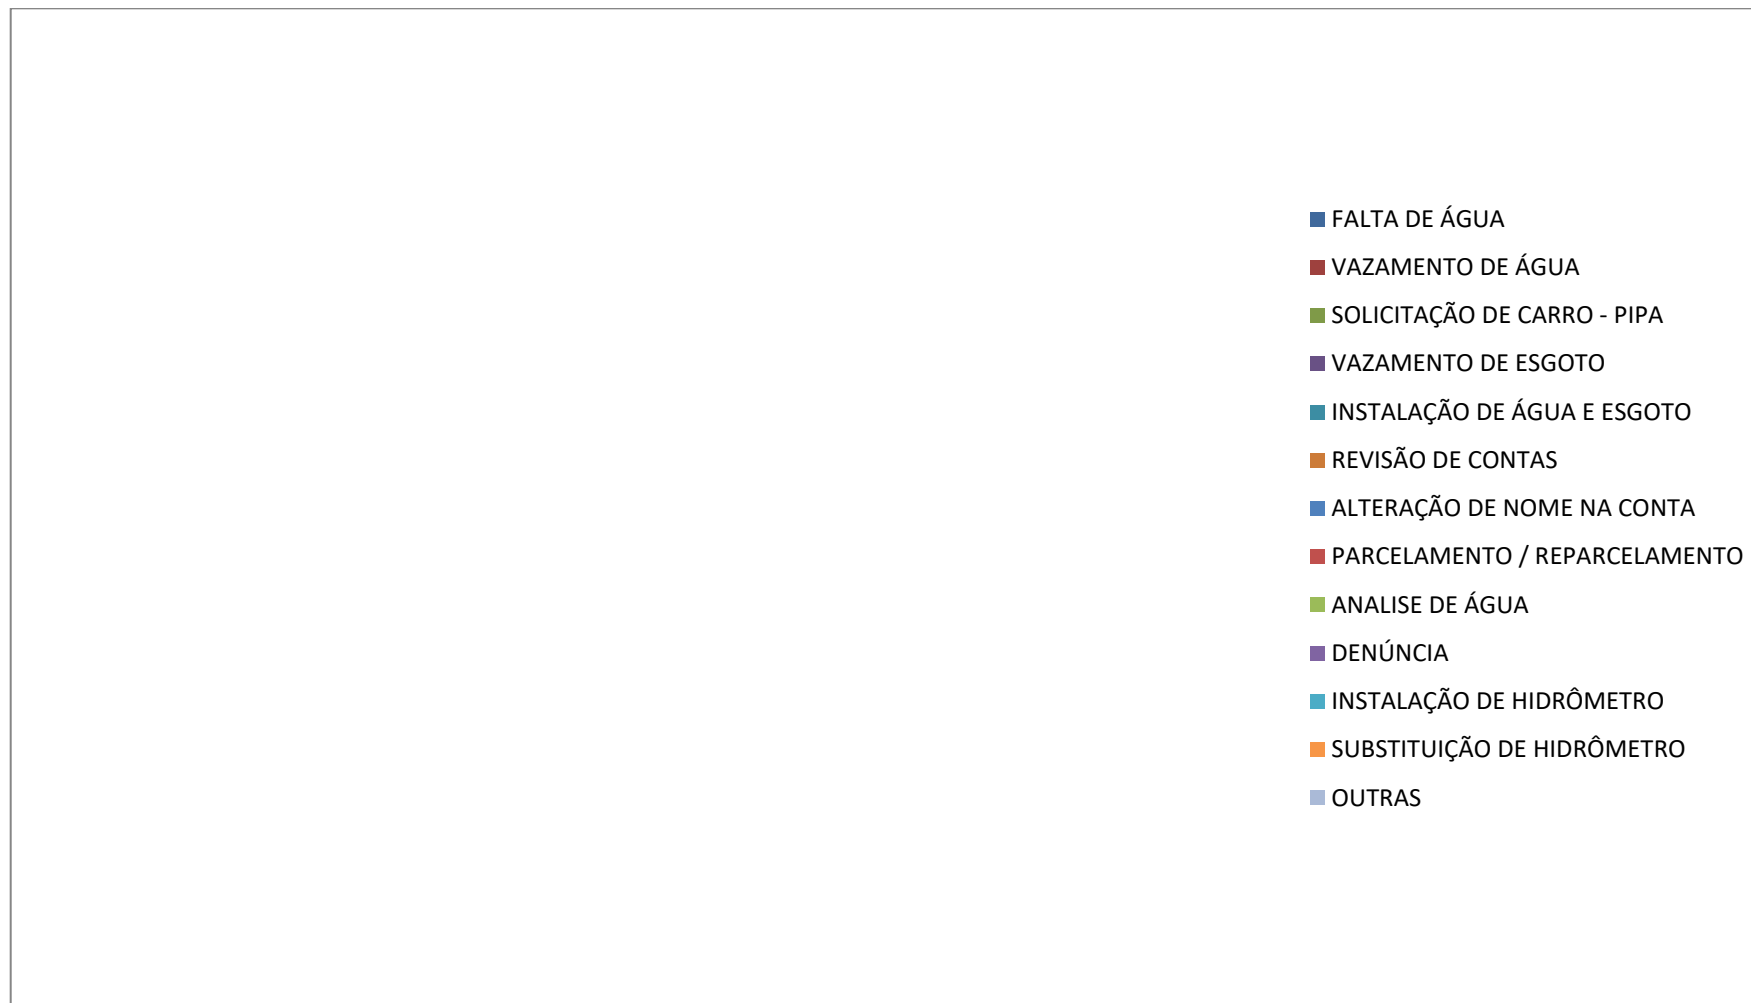 FALTA DE ÁGUA
VAZAMENTO DE ÁGUA
SOLICITAÇÃO DE CARRO - PIPA
VAZAMENTO DE ESGOTO
INSTALAÇÃO DE ÁGUA E ESGOTO
REVISÃO DE CONTAS
ALTERAÇÃO DE NOME NA CONTA
PARCELAMENTO / REPARCELAMENTO
ANALISE DE ÁGUA
DENÚNCIA
INSTALAÇÃO DE HIDRÔMETRO
SUBSTITUIÇÃO DE HIDRÔMETRO
OUTRAS